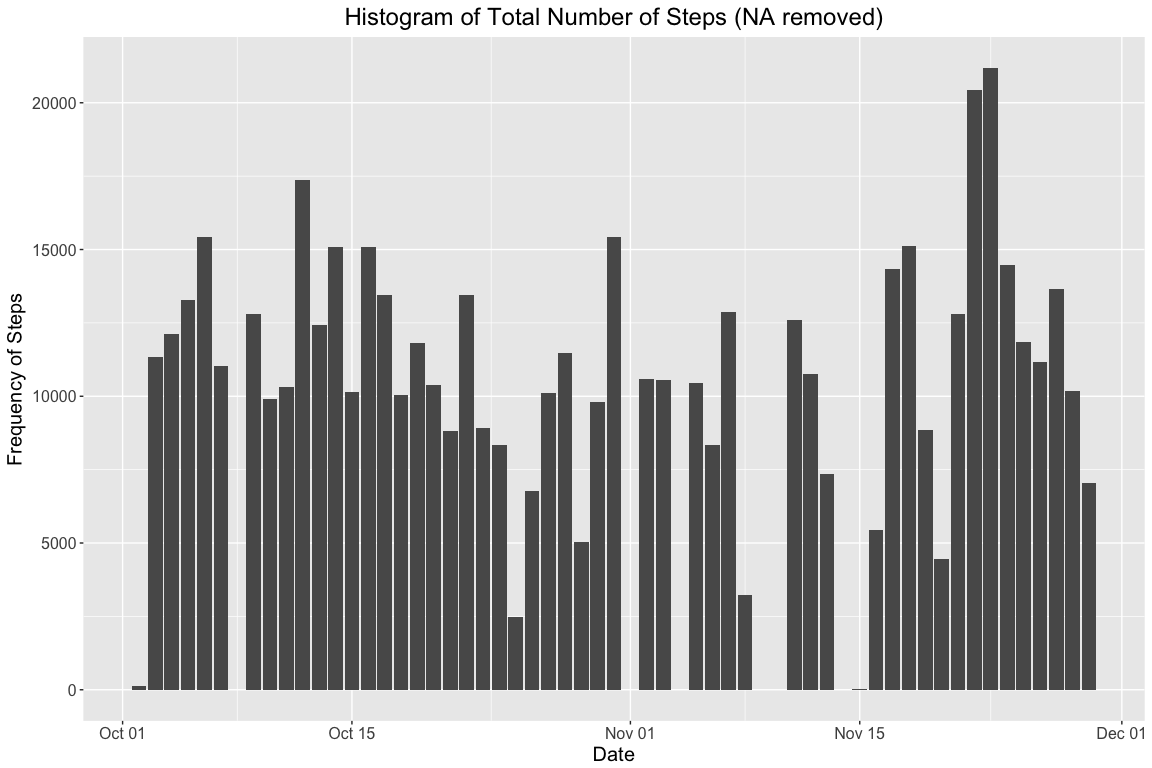 Histogram of Total Number of Steps (NA removed)
Frequency of Steps
20000
15000
10000
5000
0
Oct 01
Oct 15
Nov 01
Nov 15
Dec 01
Date